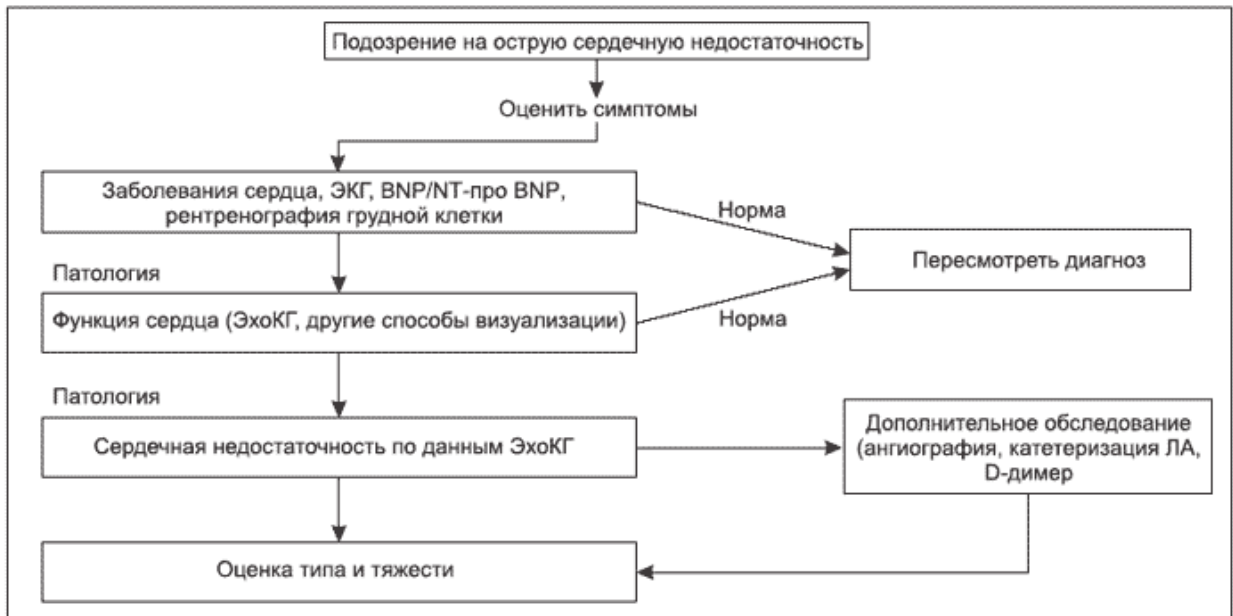 Подозрение на острую сердечную недостаточность
Оценить симптомы
Заболевания сердца, ЭКГ, BNP/NT-про BNP,
рентренография грудной клетки
Норма
Пересмотреть диагноз
Патология
Функция сердца (ЭхоКГ, другие способы визуализации)
Норма
Патология
Сердечная недостаточность по данным ЭхоКГ
Дополнительное обследование
(ангиография, катетеризация ЛА,
D-димер
Оценка типа и тяжести